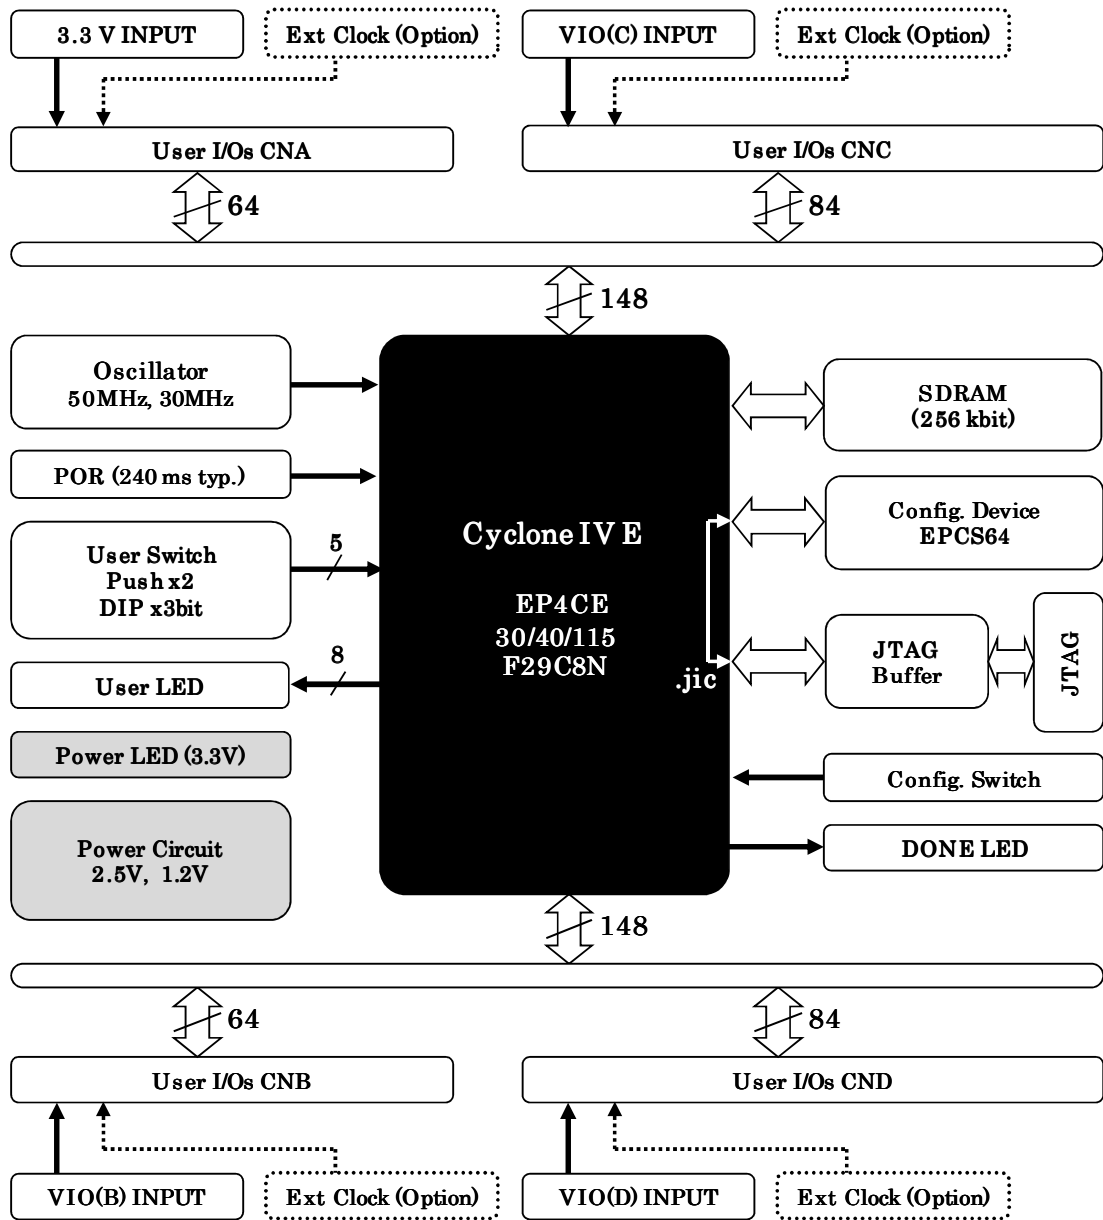 3.3 V INPUT
Ext Clock (Option)
VIO(C) INPUT
Ext Clock (Option)
User I/Os CNA
User I/Os CNC
64
84
148
Oscillator
50MHz, 30MHz
POR (240 ms typ.)
User Switch
Push x2
DIP x3bit
5
User LED
8
Power LED (3.3V)
Power Circuit
2.5V, 1.2V
Cyclone IV E
EP4CE
30/40/115
F29C8N
.jic
SDRAM
(256 kbit)
Config. Device
EPCS64
JTAG
Buffer
JTAG
Config. Switch
DONE LED
148
64
84
User I/Os CNB
User I/Os CND
VIO(B) INPUT
Ext Clock (Option)
VIO(D) INPUT
Ext Clock (Option)